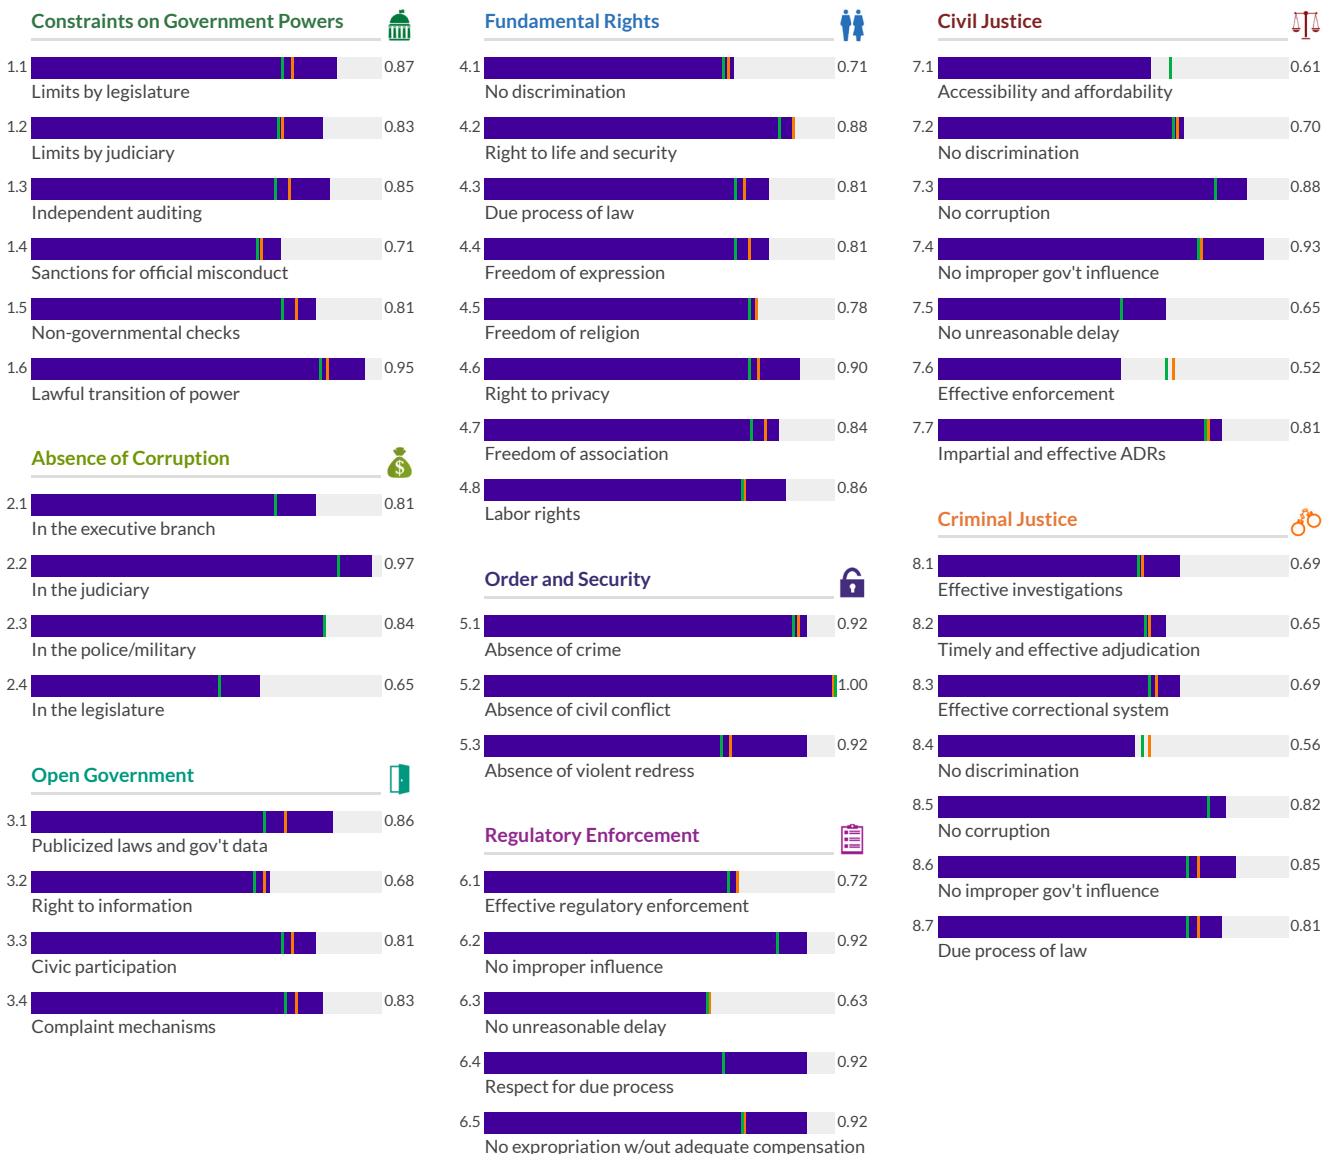 Constraints on Government Powers
1.1 0.87
Limits by legislature
1.2 0.83
Limits by judiciary
1.3 0.85
Independent auditing
1.4 0.71
Sanctions for official misconduct
1.5 0.81
Non-governmental checks
1.6 0.95
Lawful transition of power
Absence of Corruption
$
2.1 0.81
In the executive branch
2.2 0.97
In the judiciary
2.3 0.84
In the police/military
2.4 0.65
In the legislature
Open Government
3.1 0.86
Publicized laws and gov't data
3.2 0.68
Right to information
3.3 0.81
Civic participation
3.4 0.83
Complaint mechanisms
Fundamental Rights
4.1 0.71
No discrimination
4.2 0.88
Right to life and security
4.3 0.81
Due process of law
4.4 0.81
Freedom of expression
4.5 0.78
Freedom of religion
4.6 0.90
Right to privacy
4.7 0.84
Freedom of association
4.8 0.86
Labor rights
Order and Security
5.1 0.92
Absence of crime
5.2 1.00
Absence of civil conflict
5.3 0.92
Absence of violent redress
Regulatory Enforcement
6.1 0.72
Effective regulatory enforcement
6.2 0.92
No improper influence
6.3 0.63
No unreasonable delay
6.4 0.92
Respect for due process
6.5 0.92
No expropriation w/out adequate compensation
Civil Justice
7.1 0.61
Accessibility and affordability
7.2 0.70
No discrimination
7.3 0.88
No corruption
7.4 0.93
No improper gov't influence
7.5 0.65
No unreasonable delay
7.6 0.52
Effective enforcement
7.7 0.81
Impartial and effective ADRs
Criminal Justice
8.1 0.69
Effective investigations
8.2 0.65
Timely and effective adjudication
8.3 0.69
Effective correctional system
8.4 0.56
No discrimination
8.5 0.82
No corruption
8.6 0.85
No improper gov't influence
8.7 0.81
Due process of law